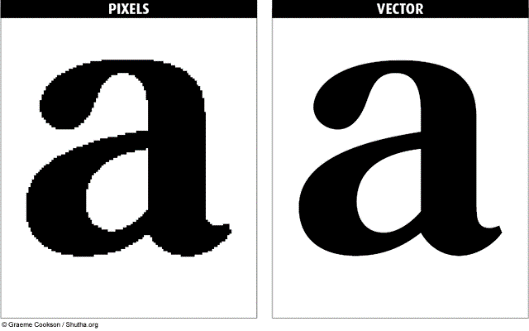 PIXELS
VECTOR
a
a
© Graeme Cookson / Shutha.org